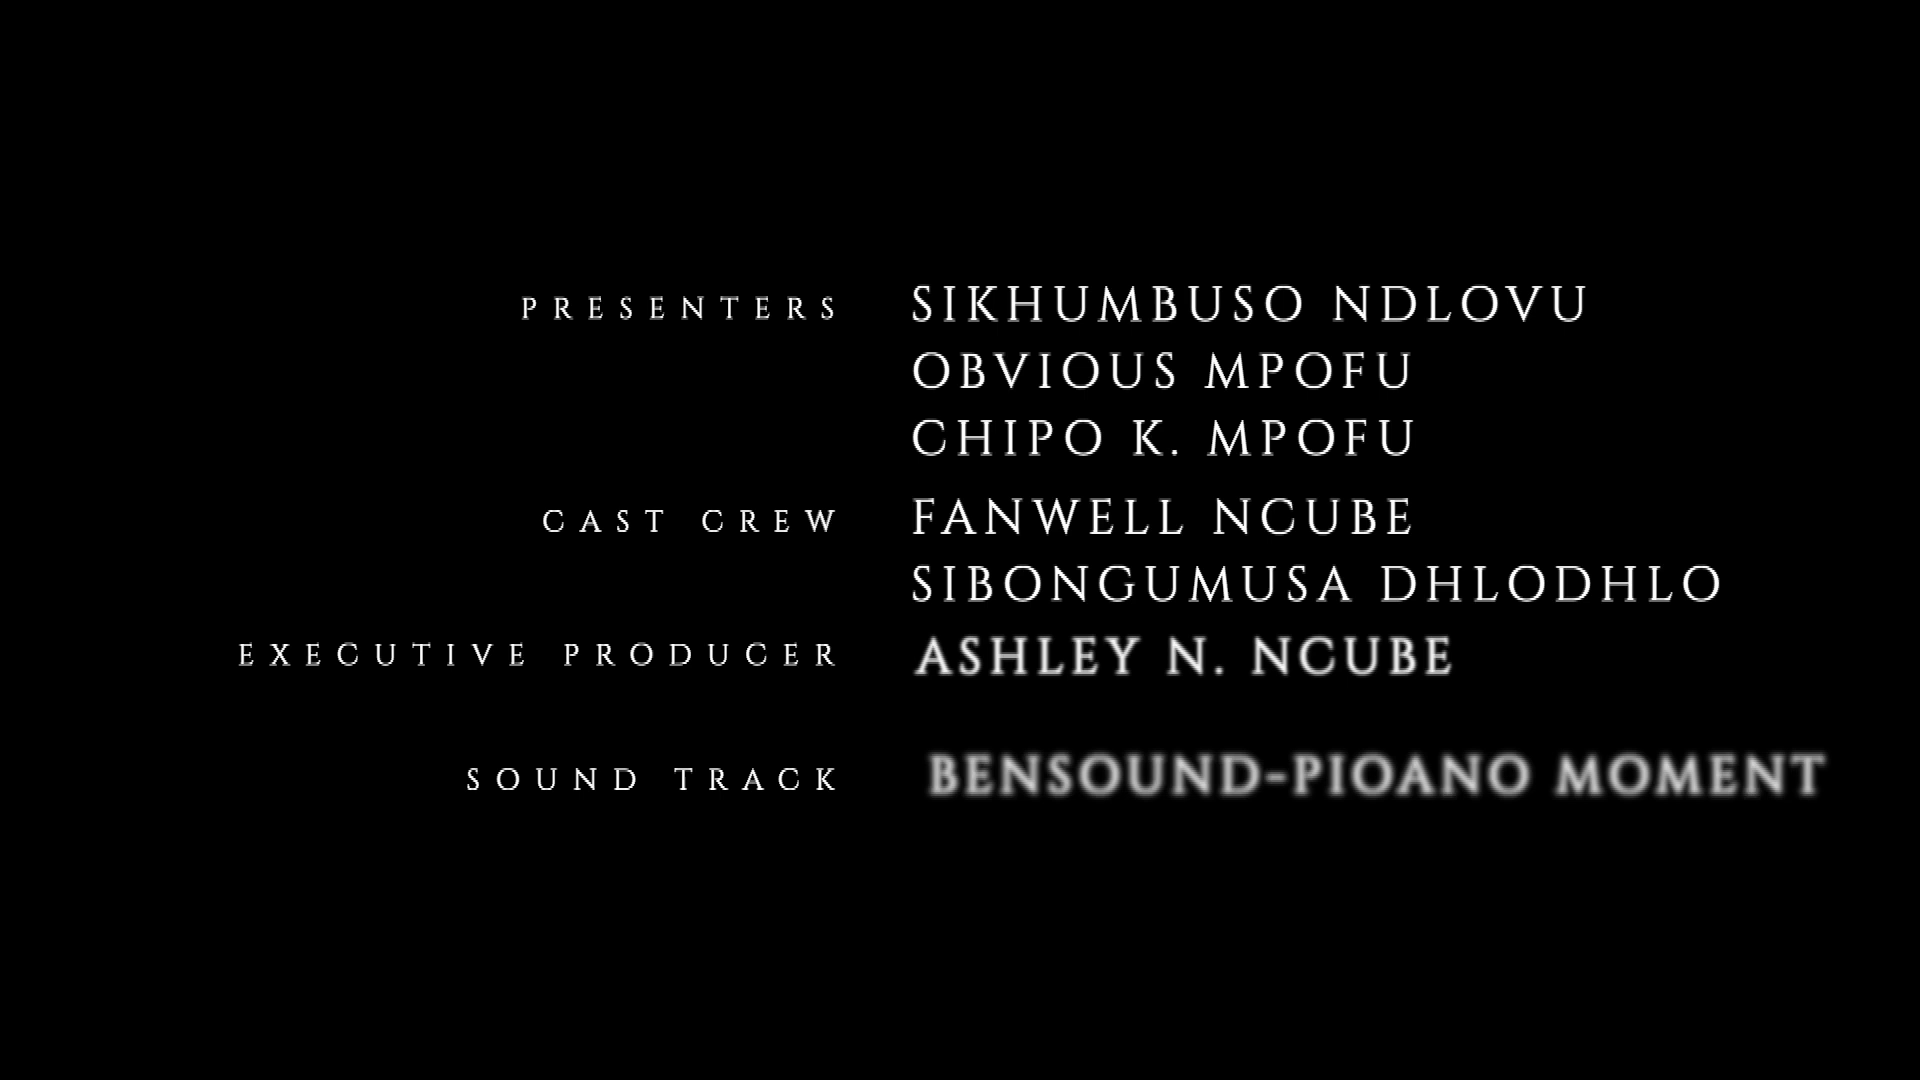 PRESENTERS SIKHUMBUSO NDLOVU
OBVIOUS MPOFU
CHIPO K. MPOFU
CAST CREW FANWELL NCUBE
SIBONGUMUSA DHLODHLO
EXECUTIVE PRODUCER ASHLEY N. NCUBE
SOUND TRACK BENSOUND-PIOANO MOMENT